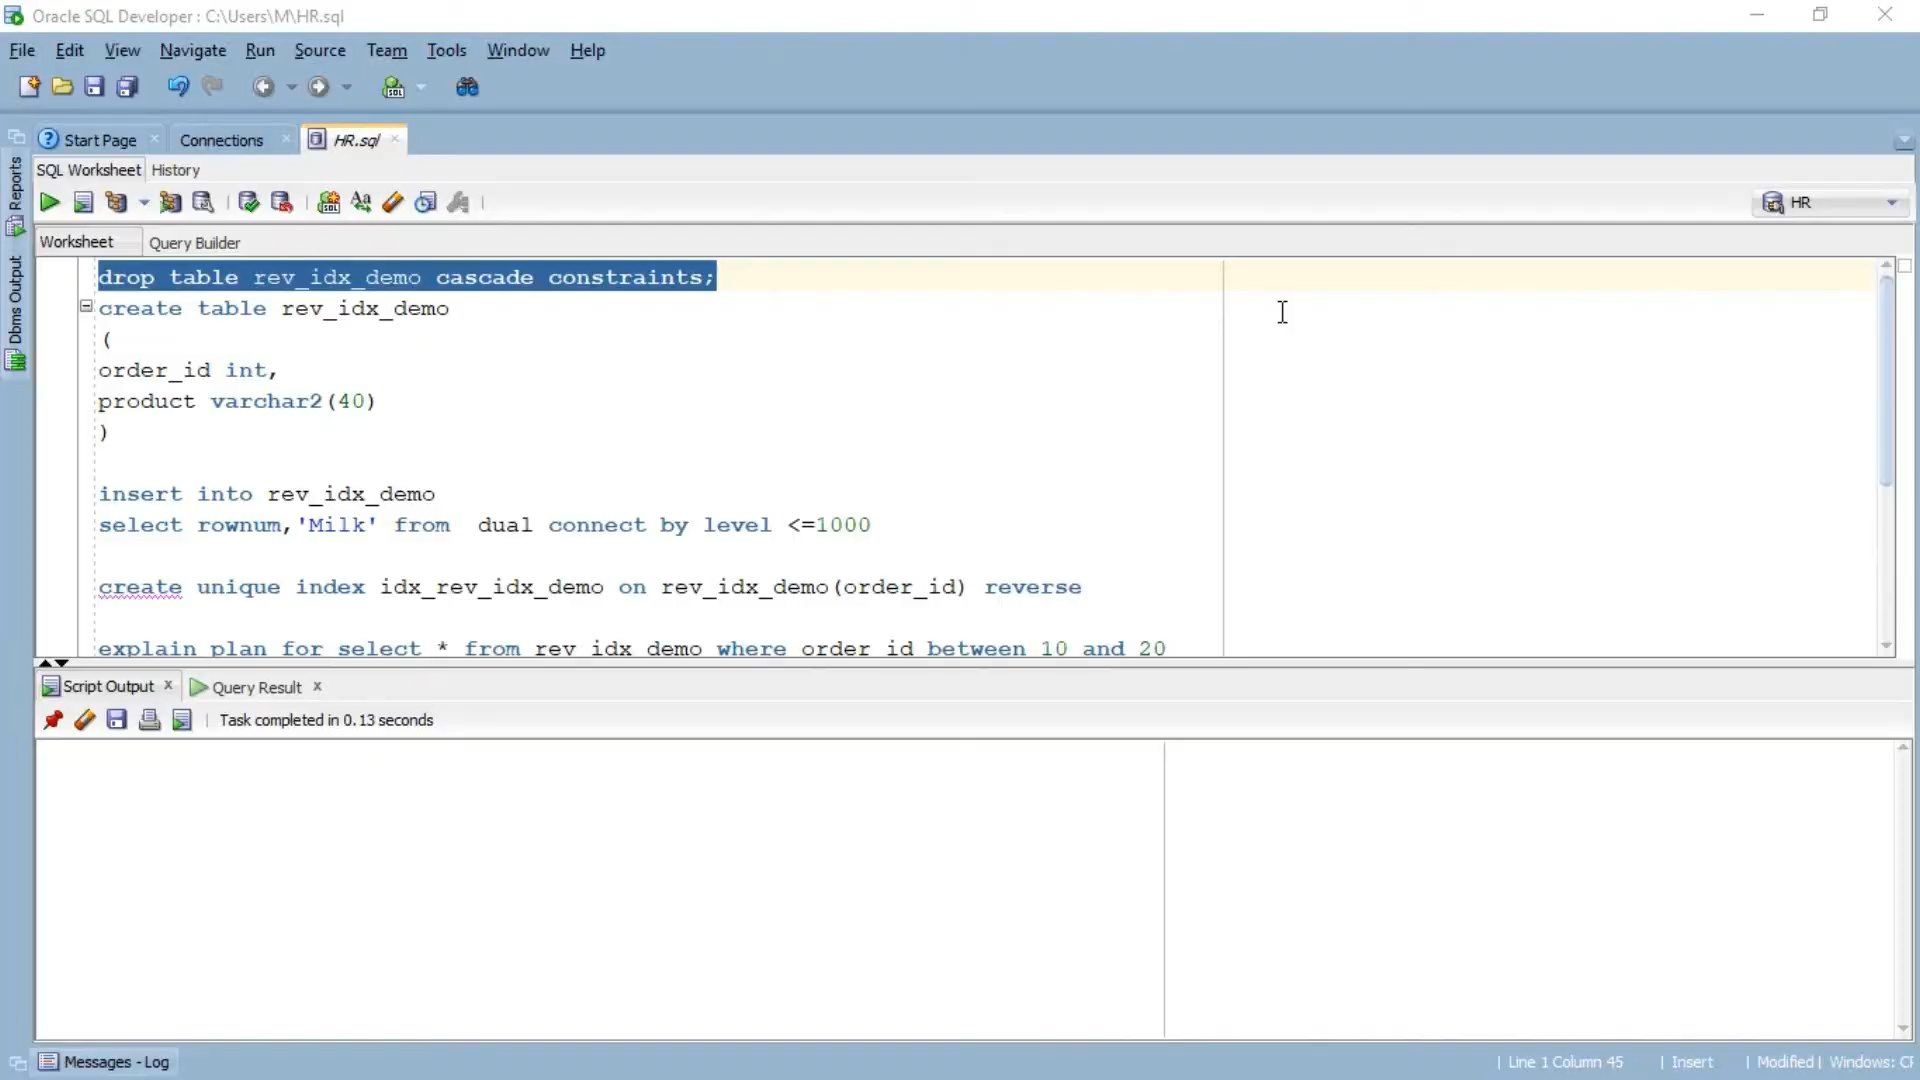 Oracle SQL Developer : C:\Users\M\HR.sql
File Edit View Navigate Run Source Team Tools Window Help
Start Page Connections HR.sql
SQL Worksheet History
HR
Worksheet Query Builder
Reports
Dbms Output
drop table rev_idx_demo cascade constraints;
create table rev_idx_demo
(
order_id int,
product varchar2(40)
)
insert into rev_idx_demo
select rownum,'Milk' from  dual connect by level <=1000
create unique index idx_rev_idx_demo on rev_idx_demo(order_id) reverse
explain plan for select * from rev_idx_demo where order_id between 10 and 20
Script Output x Query Result x
Task completed in 0.13 seconds
Messages - Log
| Line 1 Column 45 | Insert | Modified | Windows: CF